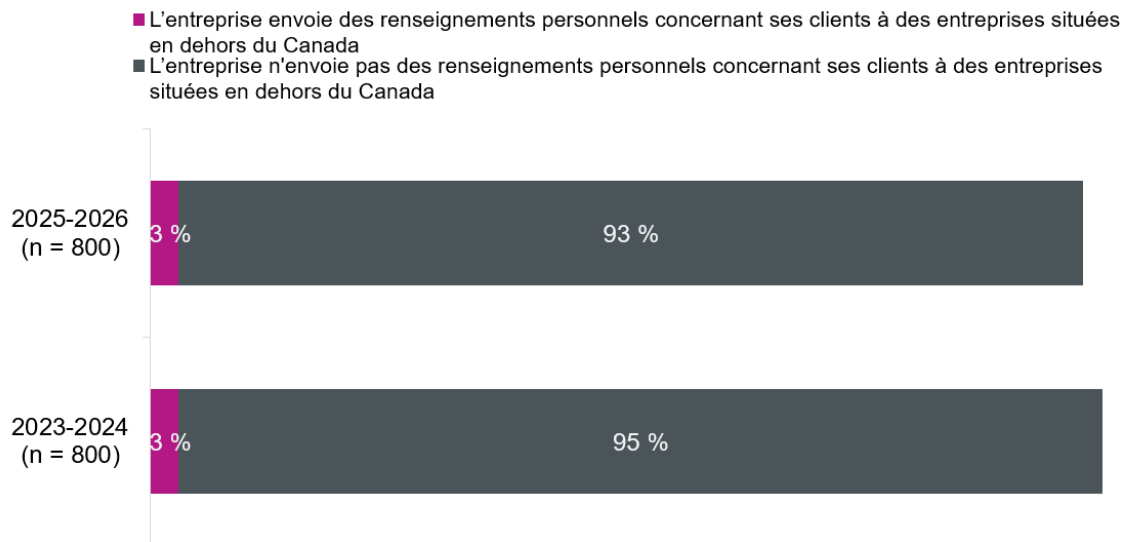 L’entreprise envoie des renseignements personnels concernant ses clients à des entreprises situées
en dehors du Canada
L’entreprise n'envoie pas des renseignements personnels concernant ses clients à des entreprises
situées en dehors du Canada
2025-2026
(n = 800)
3 %
93 %
2023-2024
(n = 800)
3 %
95 %